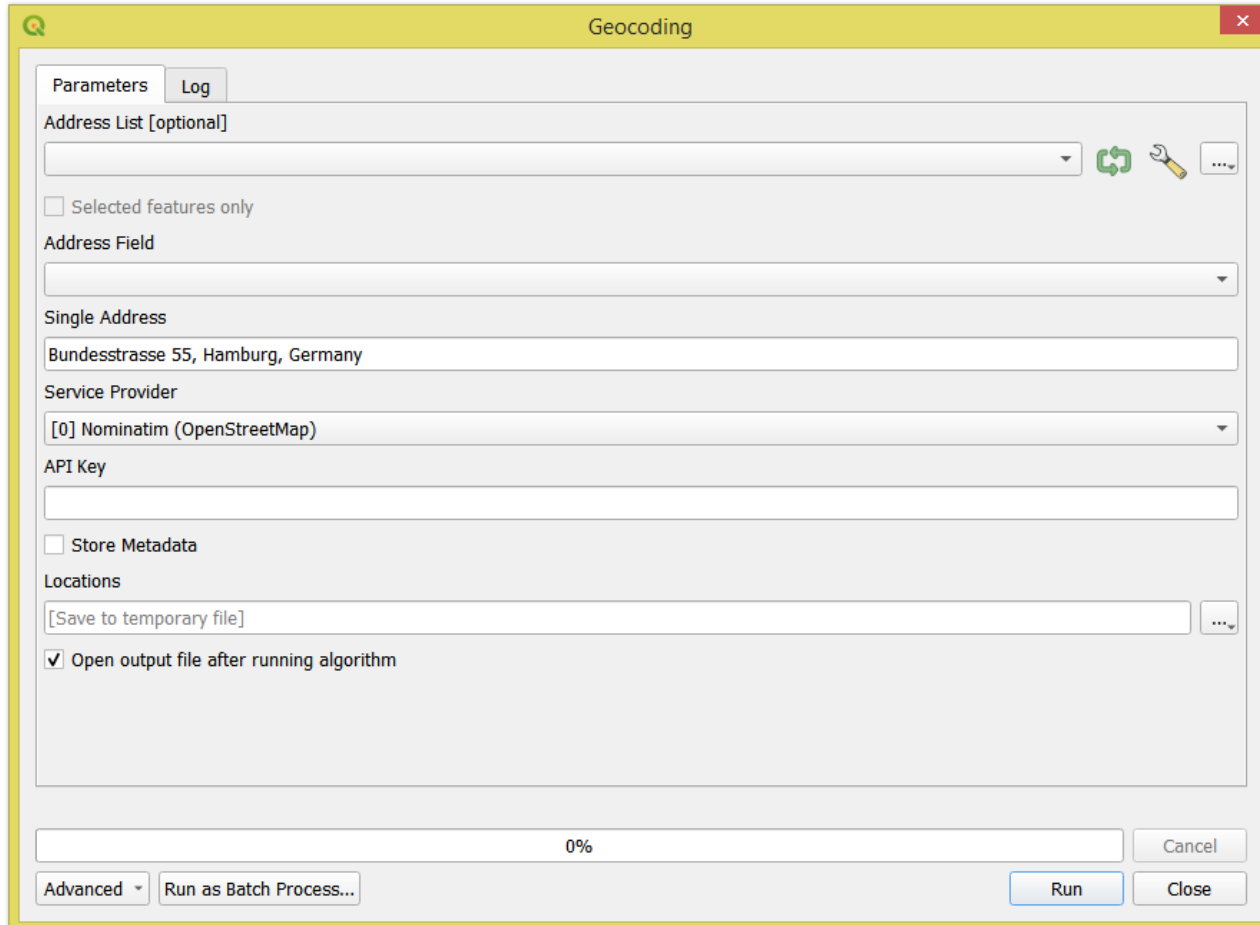 Geocoding
Parameters Log
Address List [optional]
...
Selected features only
Address Field
Single Address
Bundesstrasse 55, Hamburg, Germany
Service Provider
[0] Nominatim (OpenStreetMap)
API Key
Store Metadata
Locations
[Save to temporary file] ...
Open output file after running algorithm
0% Cancel
Advanced Run as Batch Process... Run Close